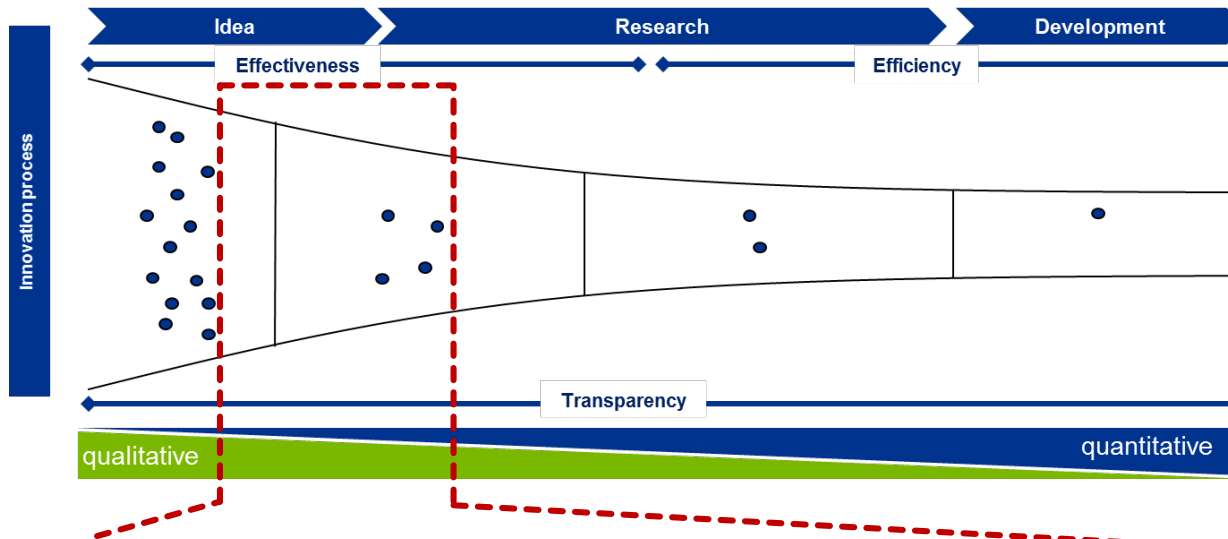 Idea
Research
Development
Effectiveness
Efficiency
Innovation process
Transparency
qualitative
quantitative